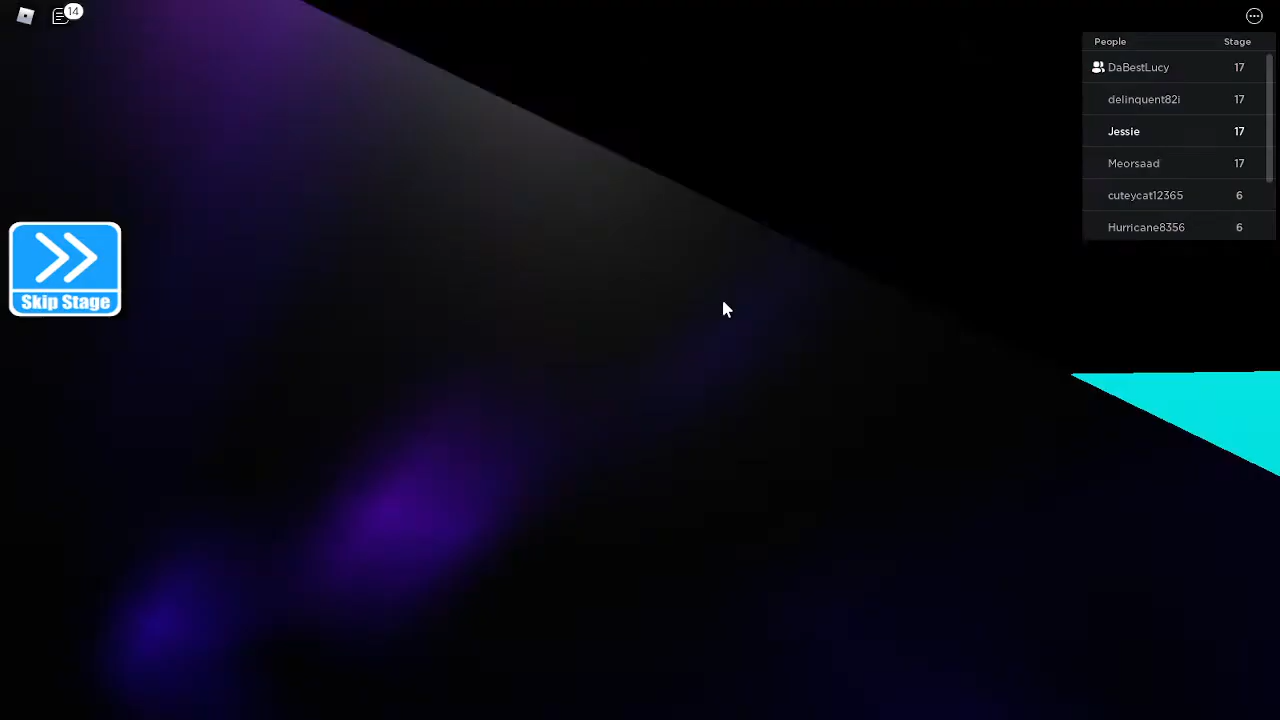 14
People Stage
DaBestLucy 17
delinquent82i 17
Jessie 17
Meorsaad 17
cuteycat12365 6
Hurricane8356 6
Skip Stage